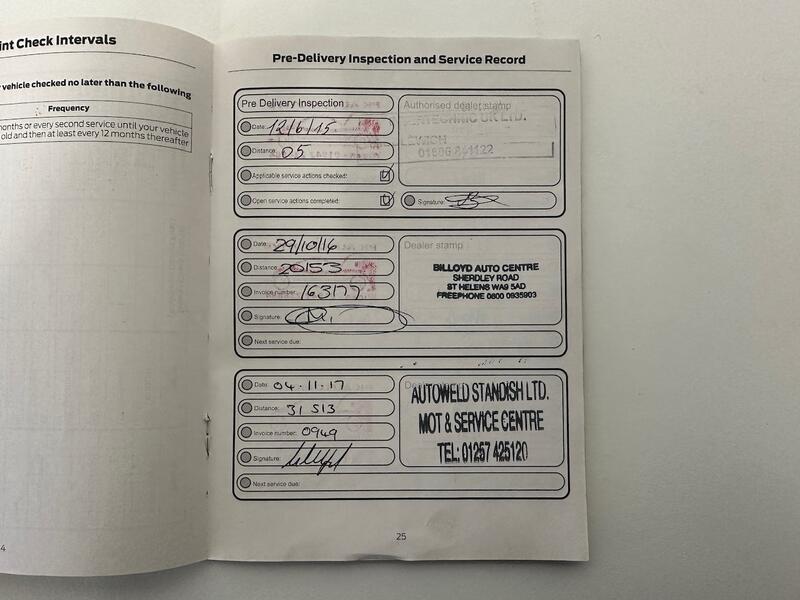 int Check Intervals
vehicle checked no later than the following
Frequency
months or every second service until your vehicle
old and then at least every 12 months thereafter
4
Pre-Delivery Inspection and Service Record
Pre Delivery Inspection
Date: 12/6/15
Distance: 05
Applicable service actions checked:
Open service actions completed:
Authorised dealer stamp
UK LTD.
01606 841122
Signature:
Date: 29/10/16
Distance: 20153
Invoice number: 163177
Signature:
Next service due:
Dealer stamp
BILLOYD AUTO CENTRE
SHERDLEY ROAD
ST HELENS WA9 5AD
FREEPHONE 0800 0935903
Date: 04.11.17
Distance: 31 513
Invoice number: 0949
Signature:
Next service due:
AUTOWELD STANDISH LTD.
MOT & SERVICE CENTRE
TEL: 01257 425120
25